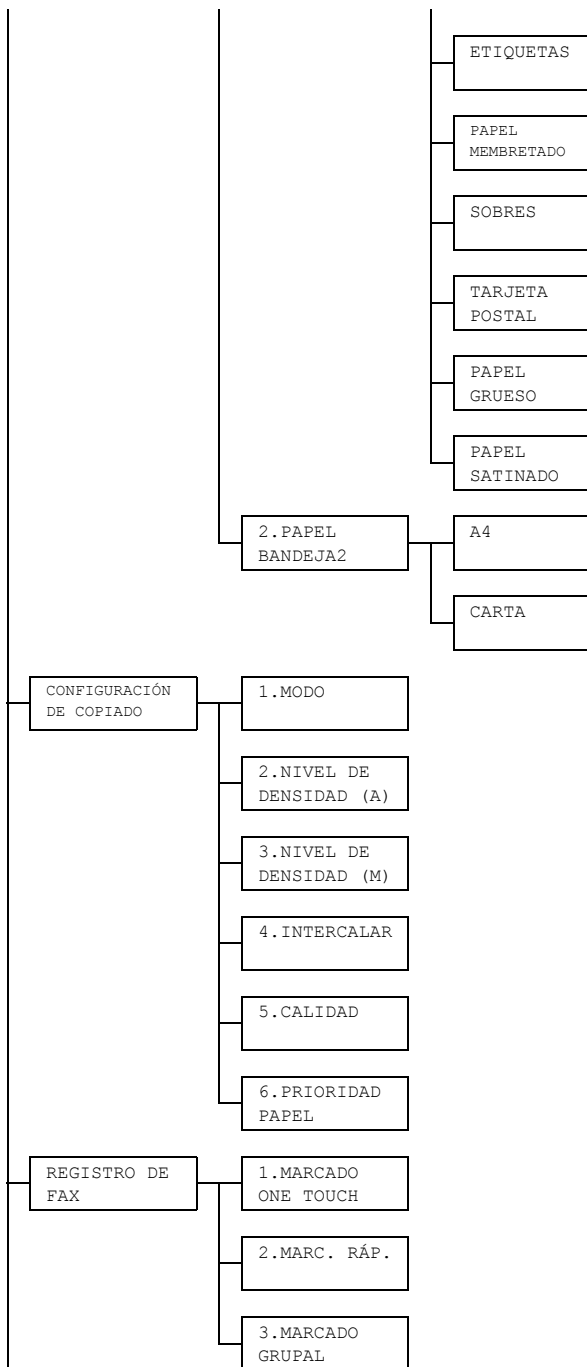 ETIQUETAS
PAPEL
MEMBRETADO
SOBRES
TARJETA
POSTAL
PAPEL
GRUESO
PAPEL
SATINADO
2.PAPEL
BANDEJA2
A4
CARTA
CONFIGURACIÓN
DE COPIADO
1.MODO
2.NIVEL DE
DENSIDAD (A)
3.NIVEL DE
DENSIDAD (M)
4.INTERCALAR
5.CALIDAD
6.PRIORIDAD
PAPEL
REGISTRO DE
FAX
1.MARCADO
ONE TOUCH
2.MARC. RÁP.
3.MARCADO
GRUPAL